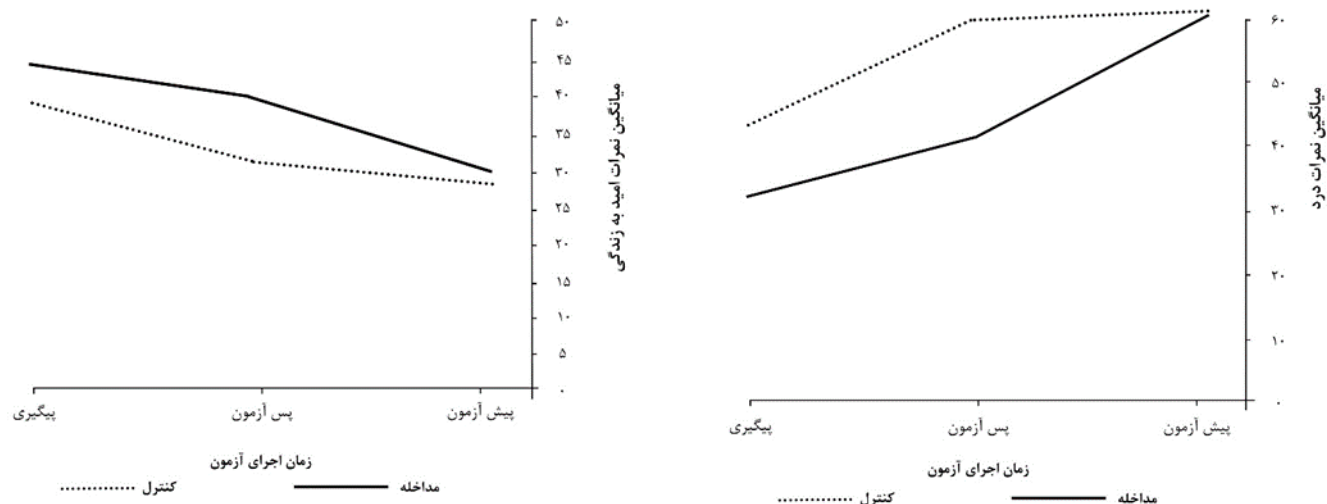 میانگین نمرات درد
۶۰
۵۰
۴۰
۳۰
۲۰
۱۰
۰
پیش آزمون
پس آزمون
پیگیری
زمان اجرای آزمون
مداخله
کنترل
میانگین نمرات امید به زندگی
۵۰
۴۵
۴۰
۳۵
۳۰
۲۵
۲۰
۱۵
۱۰
۵
۰
پیش آزمون
پس آزمون
پیگیری
زمان اجرای آزمون
مداخله
کنترل